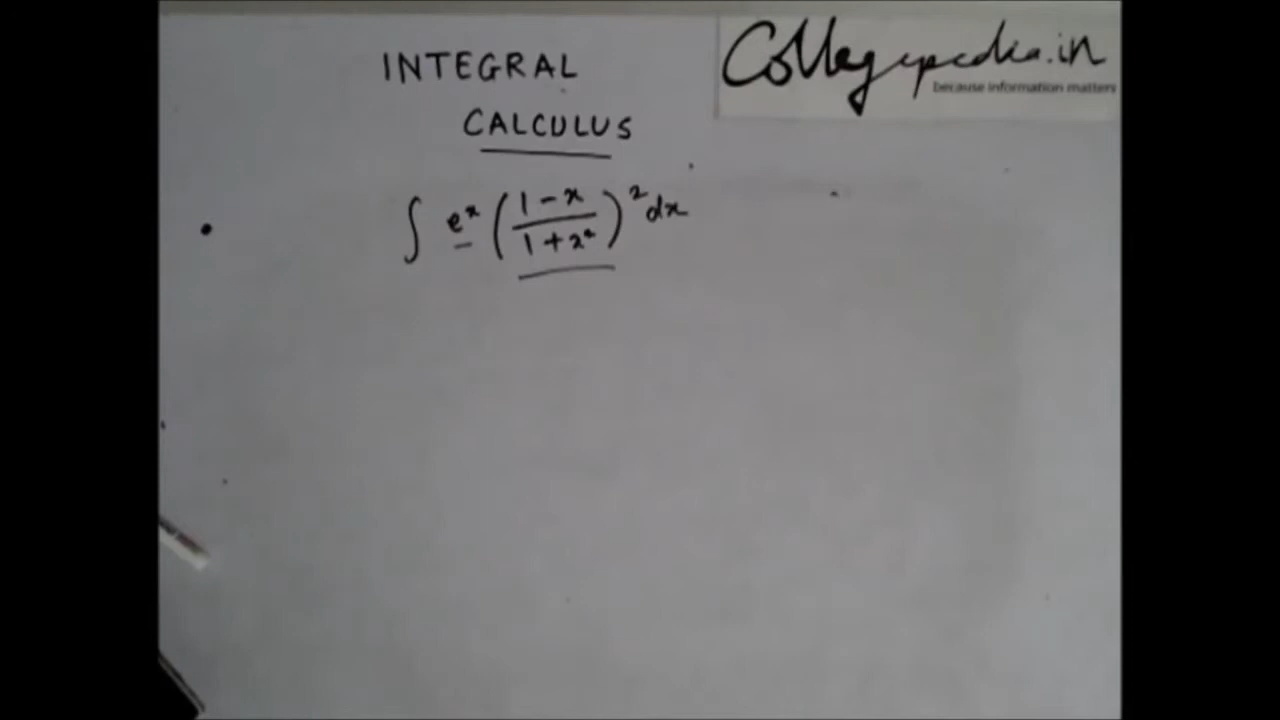 INTEGRAL
Collegepedia.in
because information matters
CALCULUS
∫ eˣ ( (1 - x) / (1 + x²) )² dx